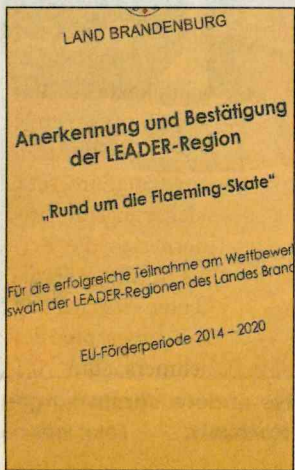 LAND BRANDENBURG
Anerkennung und Bestätigung
der LEADER-Region
„Rund um die Flaeming-Skate“
Für die erfolgreiche Teilnahme am Wettbewerb
swahl der LEADER-Regionen des Landes Brand
EU-Förderperiode 2014 – 2020